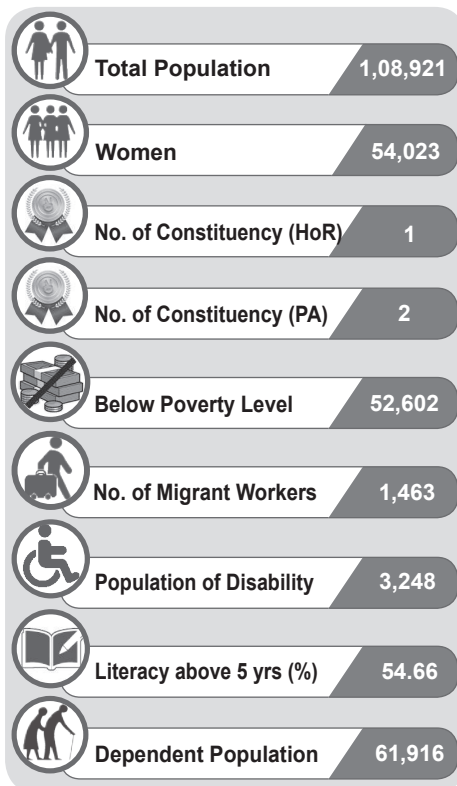 Total Population 1,08,921
Women 54,023
No. of Constituency (HoR) 1
No. of Constituency (PA) 2
Below Poverty Level 52,602
No. of Migrant Workers 1,463
Population of Disability 3,248
Literacy above 5 yrs (%) 54.66
Dependent Population 61,916